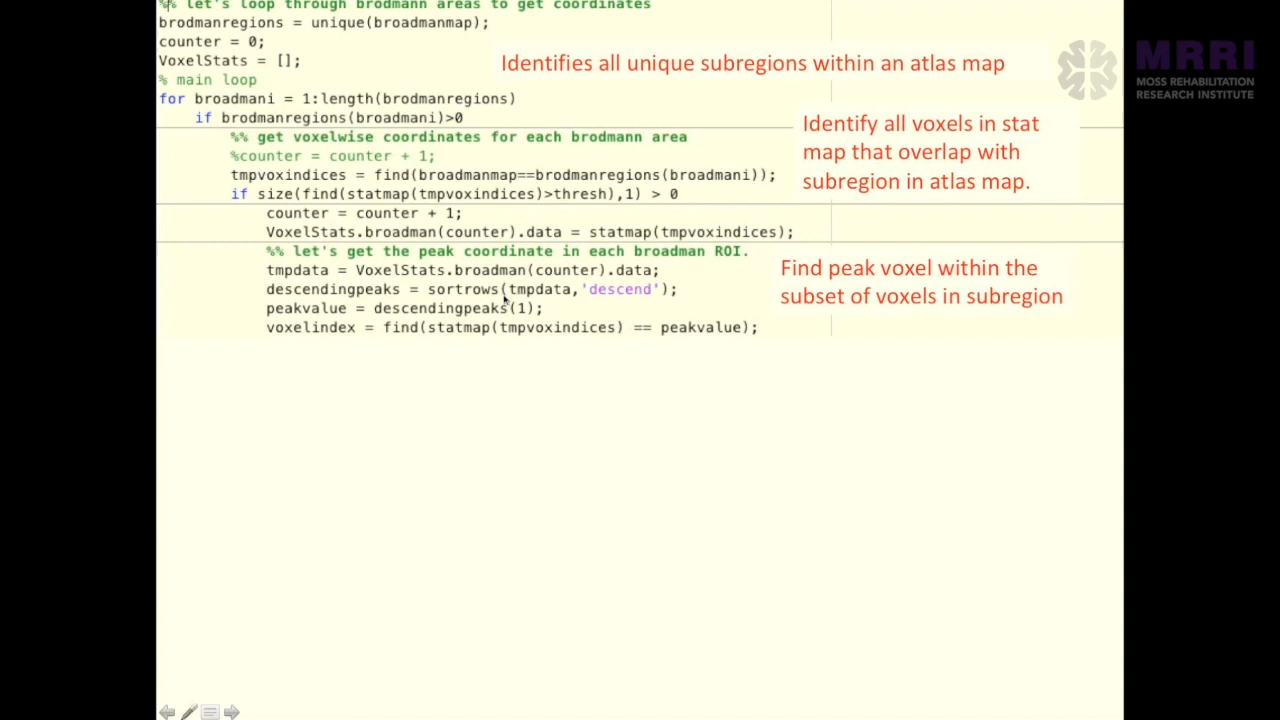 %% let's loop through brodmann areas to get coordinates
brodmanregions = unique(broadmanmap);
counter = 0;
VoxelStats = [];
% main loop
for broadmani = 1:length(brodmanregions)
if brodmanregions(broadmani)>0
%% get voxelwise coordinates for each brodmann area
%counter = counter + 1;
tmpvoxindices = find(broadmanmap==brodmanregions(broadmani));
if size(find(statmap(tmpvoxindices)>thresh),1) > 0
counter = counter + 1;
VoxelStats.broadman(counter).data = statmap(tmpvoxindices);
%% let's get the peak coordinate in each broadman ROI.
tmpdata = VoxelStats.broadman(counter).data;
descendingpeaks = sortrows(tmpdata,'descend');
peakvalue = descendingpeaks(1);
voxelindex = find(statmap(tmpvoxindices) == peakvalue);
Identifies all unique subregions within an atlas map
Identify all voxels in stat
map that overlap with
subregion in atlas map.
Find peak voxel within the
subset of voxels in subregion
MRRI
MOSS REHABILITATION
RESEARCH INSTITUTE